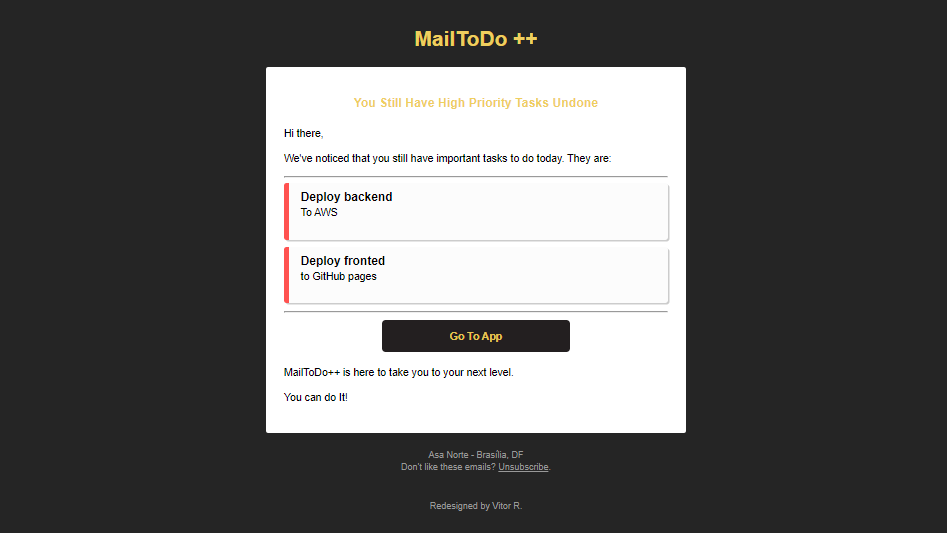 MailToDo ++
You Still Have High Priority Tasks Undone
Hi there,
We've noticed that you still have important tasks to do today. They are:
Deploy backend
To AWS
Deploy fronted
to GitHub pages
Go To App
MailToDo++ is here to take you to your next level.
You can do It!
Asa Norte - Brasília, DF
Don't like these emails? Unsubscribe.
Redesigned by Vitor R.